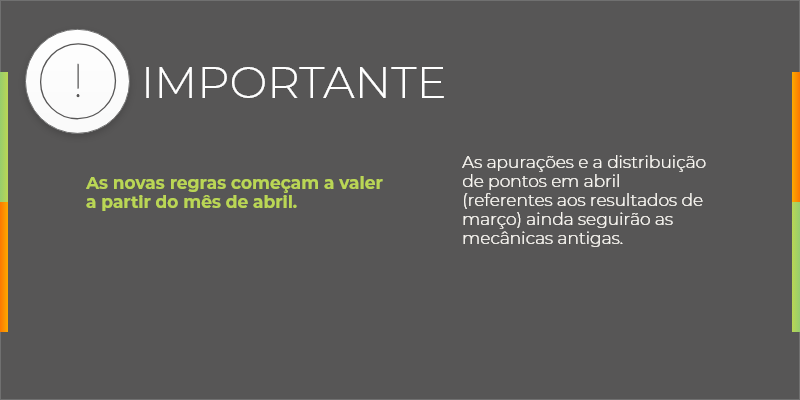 IMPORTANTE
As novas regras começam a valer
a partir do mês de abril.
As apurações e a distribuição
de pontos em abril
(referentes aos resultados de
março) ainda seguirão as
mecânicas antigas.